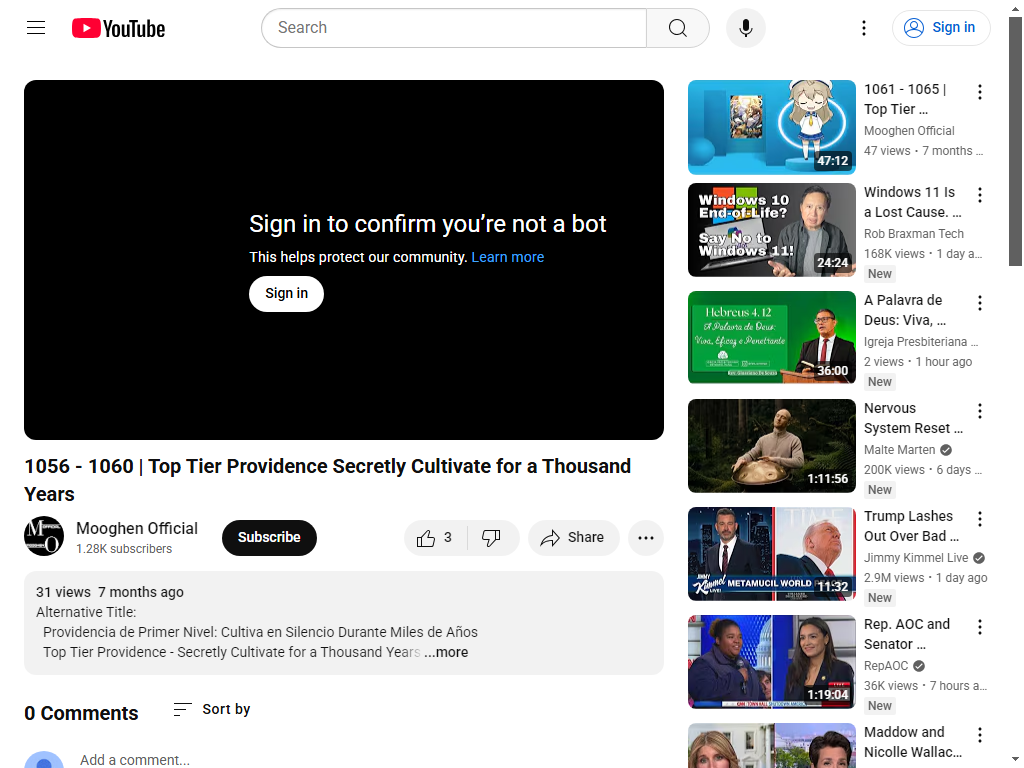 YouTube
Search
Sign in
Sign in to confirm you're not a bot
This helps protect our community. Learn more
Sign in
1056 - 1060 | Top Tier Providence Secretly Cultivate for a Thousand
Years
Mooghen Official
1.28K subscribers
Subscribe
3
Share
31 views 7 months ago
Alternative Title:
Providencia de Primer Nivel: Cultiva en Silencio Durante Miles de Años
Top Tier Providence - Secretly Cultivate for a Thousand Years ...more
0 Comments
Sort by
Add a comment...
47:12
1061 - 1065 |
Top Tier ...
Mooghen Official
47 views • 7 months ...
Windows 10
End-of-Life?
Say No to
Windows 11!
24:24
Windows 11 Is
a Lost Cause. ...
Rob Braxman Tech
168K views • 1 day a...
New
Hebreus 4, 12
A Palavra de Deus:
Viva, Eficaz e Penetrante
36:00
A Palavra de
Deus: Viva, ...
Igreja Presbiteriana ...
2 views • 1 hour ago
New
1:11:56
Nervous
System Reset ...
Malte Marten
200K views • 6 days ...
New
JIMMY
Kimmel
LIVE!
METAMUCIL WORLD
11:32
Trump Lashes
Out Over Bad ...
Jimmy Kimmel Live
2.9M views • 1 day ago
New
1:19:04
Rep. AOC and
Senator ...
RepAOC
36K views • 7 hours a...
New
Maddow and
Nicolle Wallac...